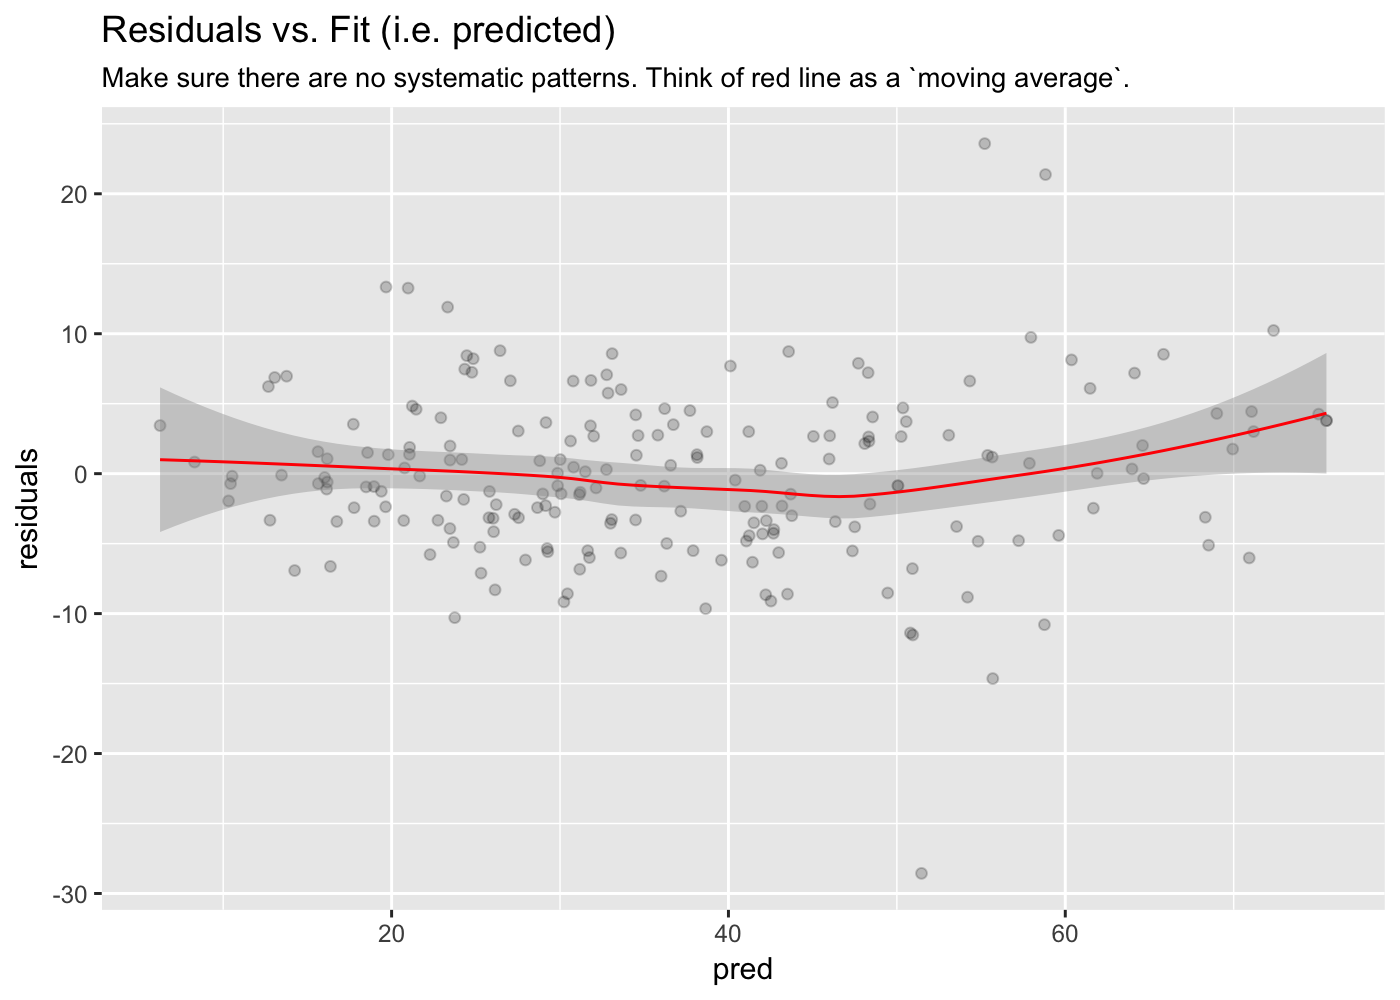 Residuals vs. Fit (i.e. predicted)
Make sure there are no systematic patterns. Think of red line as a `moving average`.
residuals
20
10
0
-10
-20
-30
20
40
60
pred